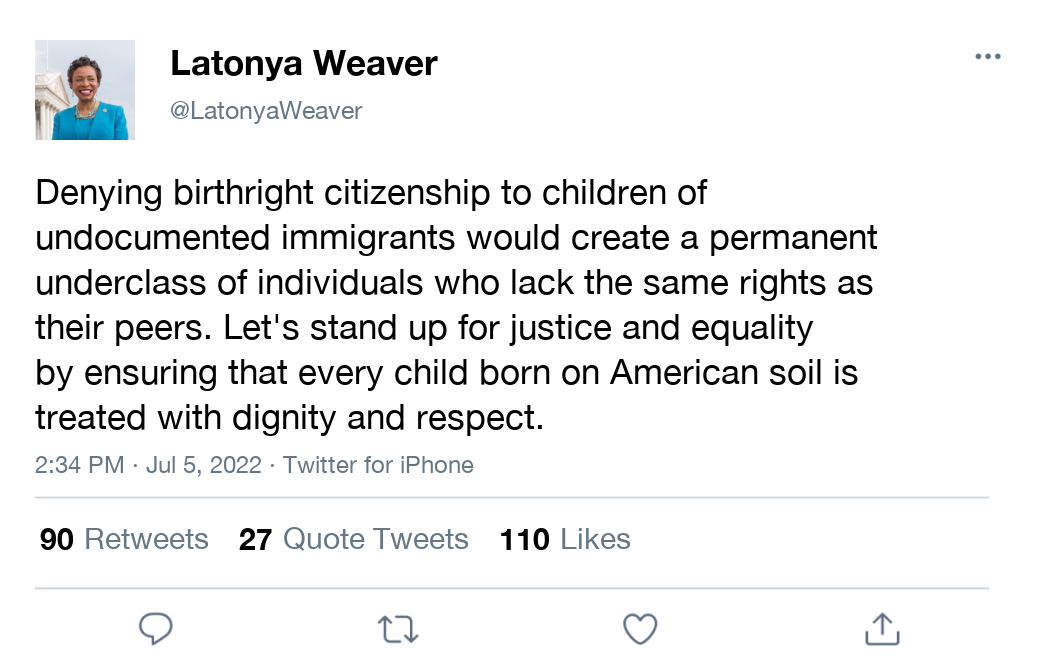 Latonya Weaver
@LatonyaWeaver
Denying birthright citizenship to children of
undocumented immigrants would create a permanent
underclass of individuals who lack the same rights as
their peers. Let's stand up for justice and equality
by ensuring that every child born on American soil is
treated with dignity and respect.
2:34 PM · Jul 5, 2022 · Twitter for iPhone
90 Retweets 27 Quote Tweets 110 Likes